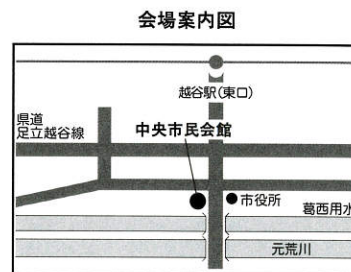 会場案内図
越谷駅(東口)
県道
足立越谷線
中央市民会館
市役所
葛西用水
元荒川